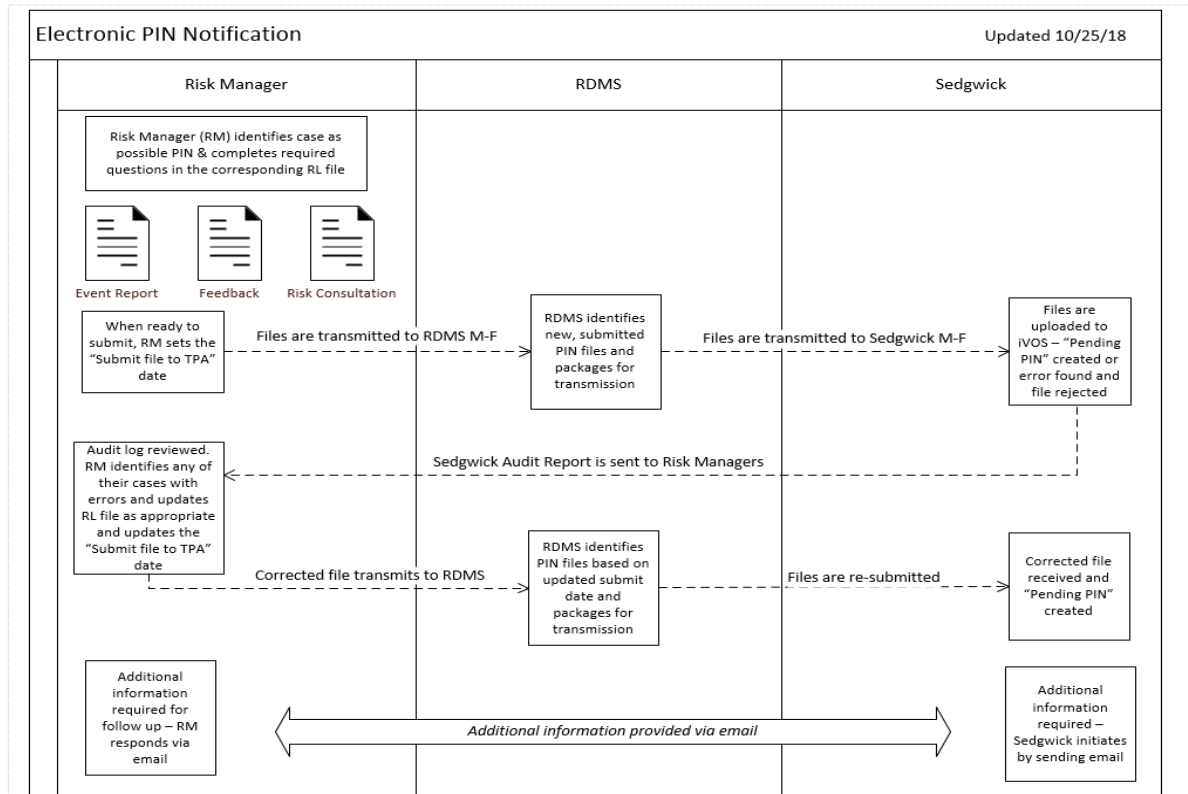 Electronic PIN Notification
Updated 10/25/18
Risk Manager
RDMS
Sedgwick
Risk Manager (RM) identifies case as
possible PIN & completes required
questions in the corresponding RL file
Event Report
Feedback
Risk Consultation
When ready to
submit, RM sets the
“Submit file to TPA”
date
Files are transmitted to RDMS M-F
RDMS identifies
new, submitted
PIN files and
packages for
transmission
Files are transmitted to Sedgwick M-F
Files are
uploaded to
iVOS – “Pending
PIN” created or
error found and
file rejected
Sedgwick Audit Report is sent to Risk Managers
Audit log reviewed.
RM identifies any of
their cases with
errors and updates
RL file as appropriate
and updates the
“Submit file to TPA”
date
Corrected file transmits to RDMS
RDMS identifies
PIN files based on
updated submit
date and
packages for
transmission
Files are re-submitted
Corrected file
received and
“Pending PIN”
created
Additional
information
required for
follow up – RM
responds via
email
Additional information provided via email
Additional
information
required –
Sedgwick initiates
by sending email